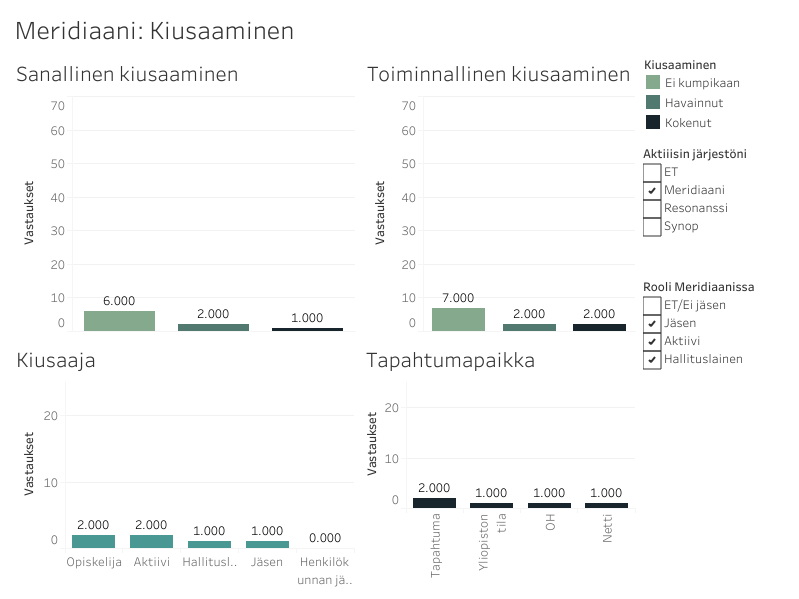 Meridiaani: Kiusaaminen
Sanallinen kiusaaminen
Vastaukset
70
60
50
40
30
20
10
0
6.000
2.000
1.000
Toiminnallinen kiusaaminen
Vastaukset
70
60
50
40
30
20
10
0
7.000
2.000
2.000
Kiusaaminen
Ei kumpikaan
Havainnut
Kokenut
Aktiiisin järjestöni
ET
Meridiaani
Resonanssi
Synop
Rooli Meridiaanissa
ET/Ei jäsen
Jäsen
Aktiivi
Hallituslainen
Kiusaaja
Vastaukset
20
10
0
2.000
2.000
1.000
1.000
0.000
Opiskelija
Aktiivi
Hallitusl..
Jäsen
Henkilök
unnan jä..
Tapahtumapaikka
Vastaukset
20
10
0
2.000
1.000
1.000
1.000
Tapahtuma
Yliopiston
tila
OH
Netti